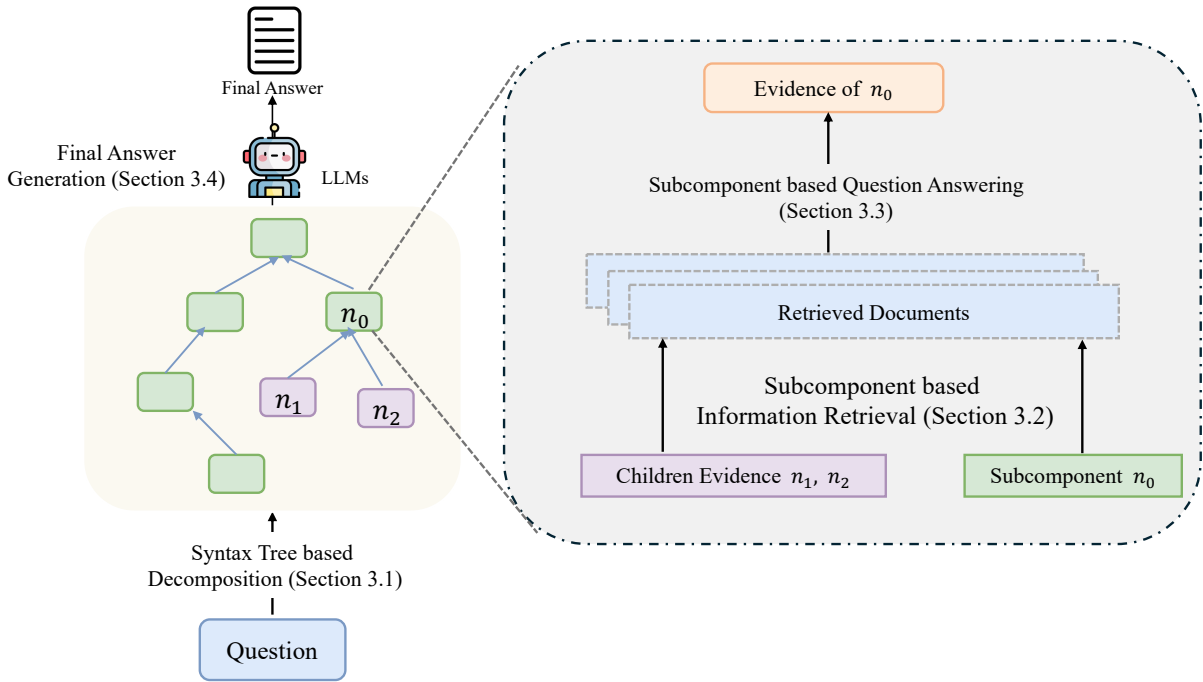 Final Answer
Final Answer
Generation (Section 3.4)
LLMs
n₀
n₁
n₂
Syntax Tree based
Decomposition (Section 3.1)
Question
Evidence of n₀
Subcomponent based Question Answering
(Section 3.3)
Retrieved Documents
Subcomponent based
Information Retrieval (Section 3.2)
Children Evidence n₁, n₂
Subcomponent n₀